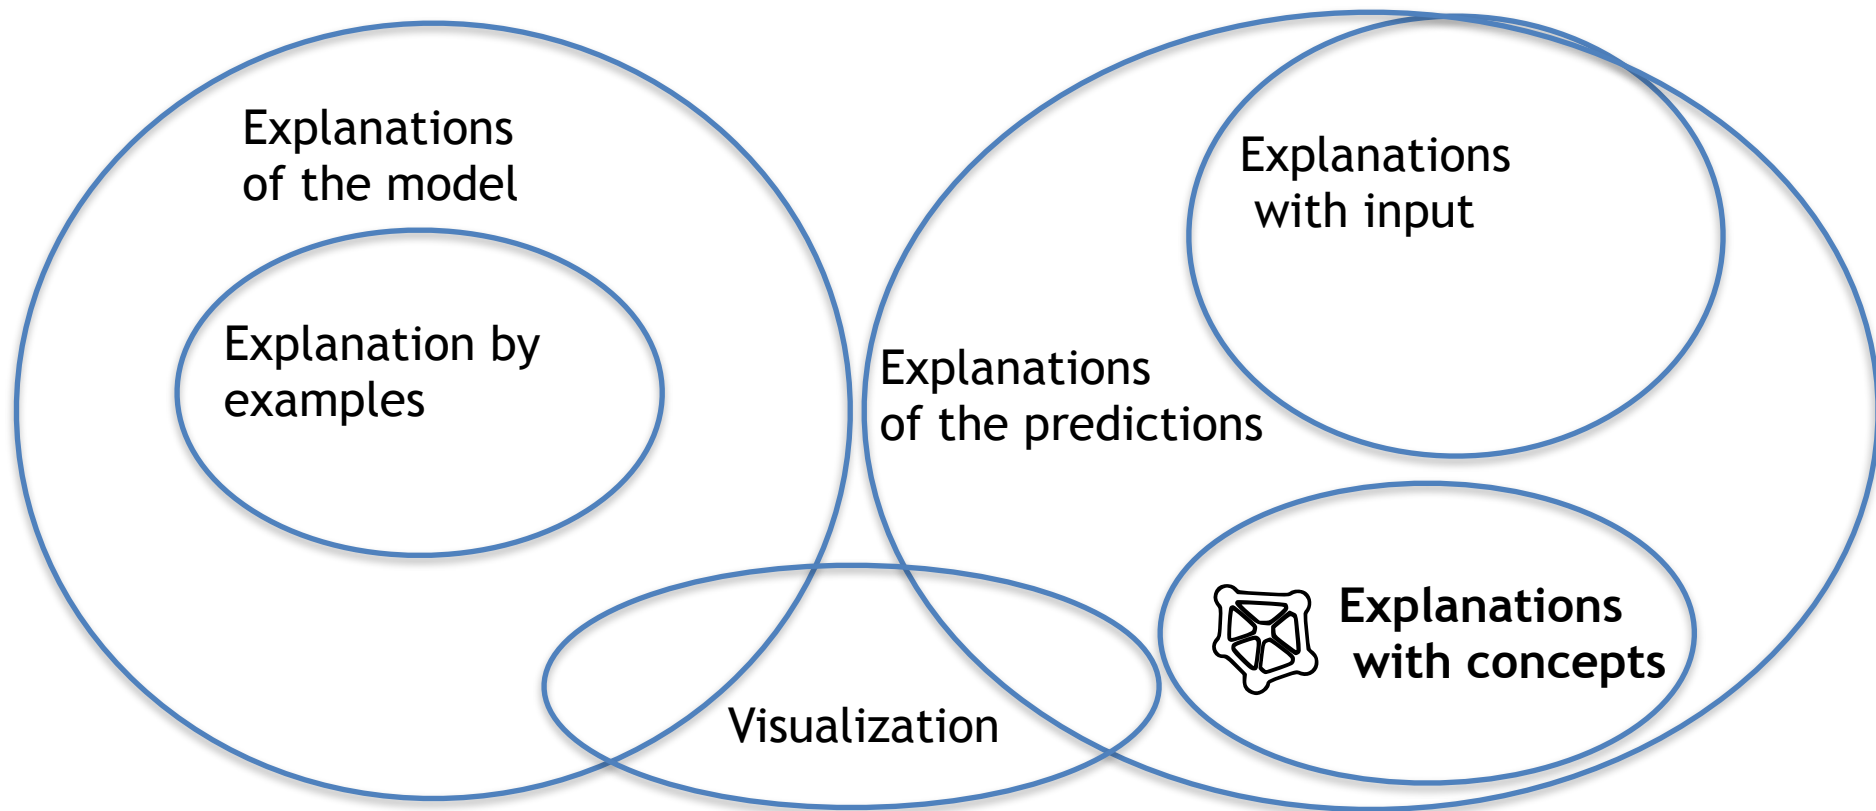 Explanations
of the model
Explanation by
examples
Explanations
of the predictions
Explanations
with input
Explanations
with concepts
Visualization